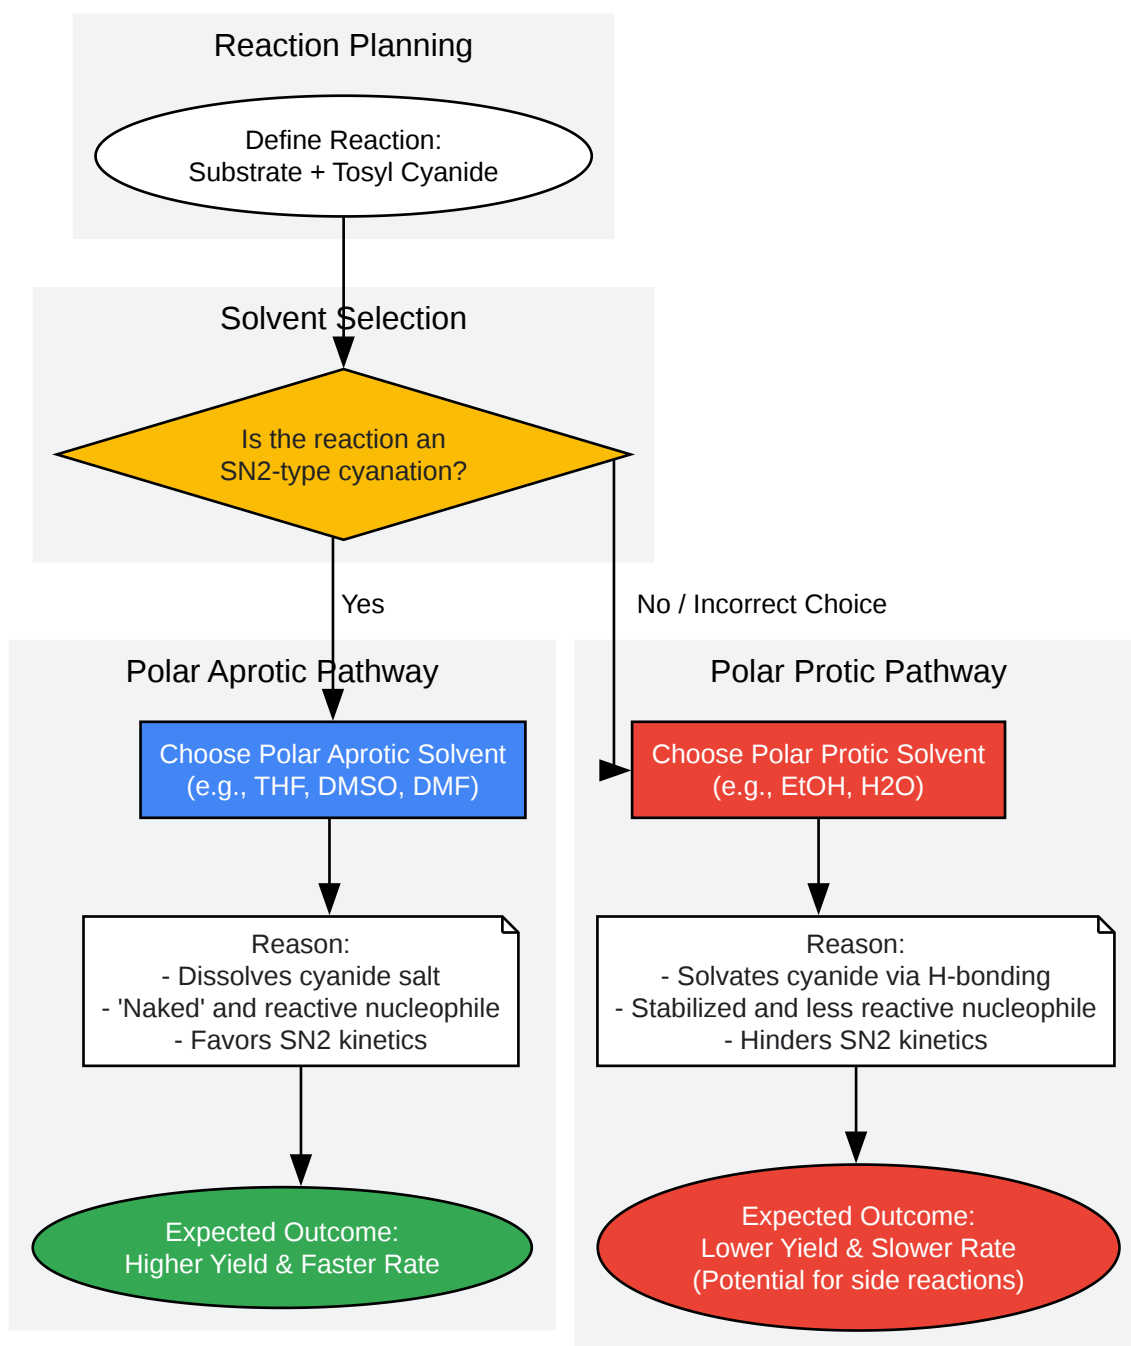 Reaction Planning
Define Reaction:
Substrate + Tosyl Cyanide
Solvent Selection
Is the reaction an
SN2-type cyanation?
Yes
No / Incorrect Choice
Polar Aprotic Pathway
Choose Polar Aprotic Solvent
(e.g., THF, DMSO, DMF)
Reason:
- Dissolves cyanide salt
- 'Naked' and reactive nucleophile
- Favors SN2 kinetics
Expected Outcome:
Higher Yield & Faster Rate
Polar Protic Pathway
Choose Polar Protic Solvent
(e.g., EtOH, H2O)
Reason:
- Solvates cyanide via H-bonding
- Stabilized and less reactive nucleophile
- Hinders SN2 kinetics
Expected Outcome:
Lower Yield & Slower Rate
(Potential for side reactions)